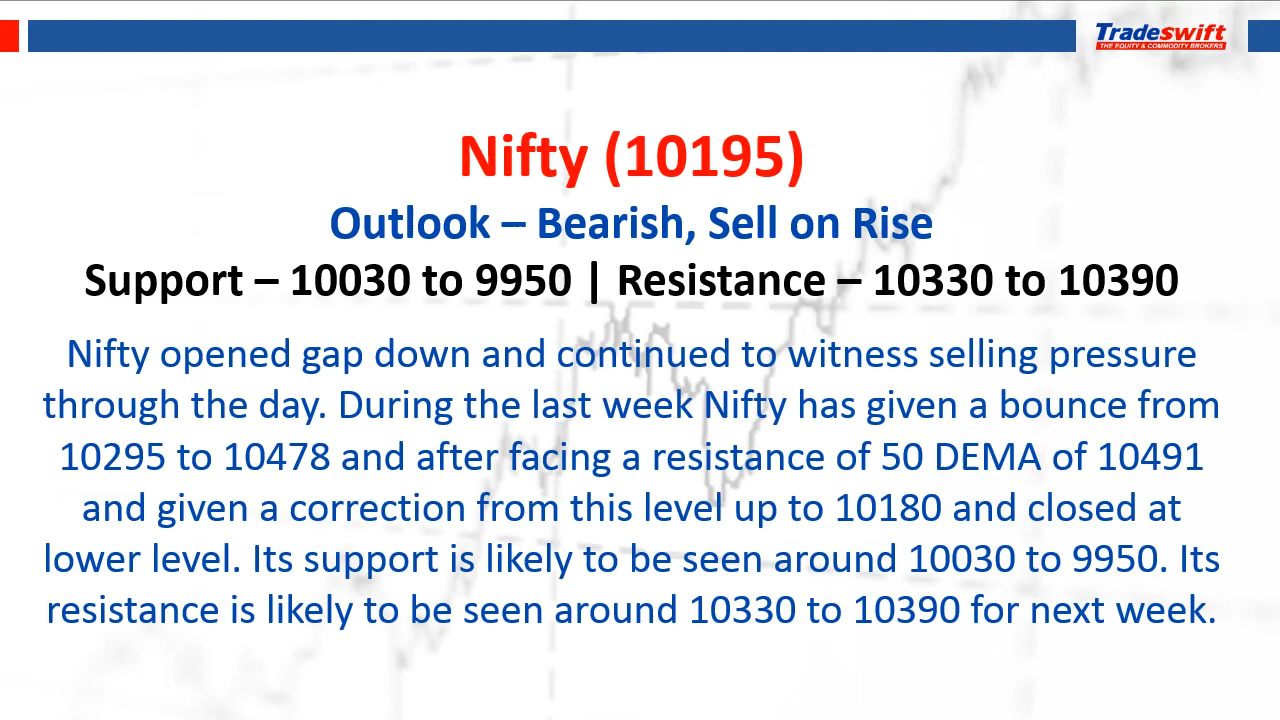 Tradeswift
THE EQUITY & COMMODITY BROKERS
Nifty (10195)
Outlook – Bearish, Sell on Rise
Support – 10030 to 9950 | Resistance – 10330 to 10390
Nifty opened gap down and continued to witness selling pressure
through the day. During the last week Nifty has given a bounce from
10295 to 10478 and after facing a resistance of 50 DEMA of 10491
and given a correction from this level up to 10180 and closed at
lower level. Its support is likely to be seen around 10030 to 9950. Its
resistance is likely to be seen around 10330 to 10390 for next week.